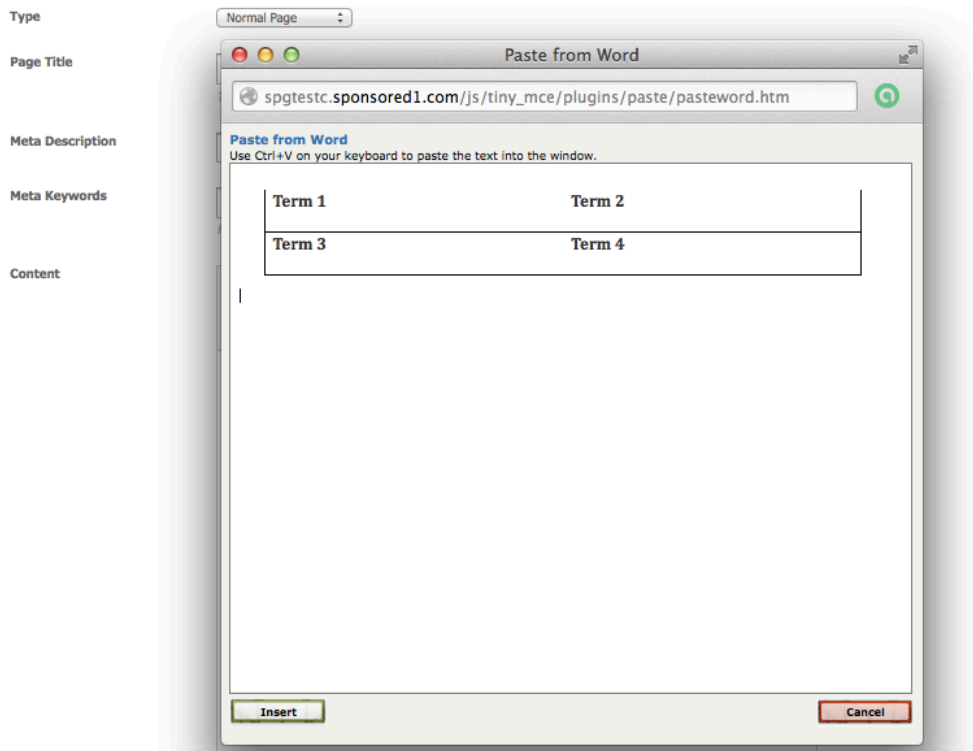 Type
Normal Page
Page Title
Paste from Word
spgtestc.sponsored1.com/js/tiny_mce/plugins/paste/pasteword.htm
Meta Description
Paste from Word
Use Ctrl+V on your keyboard to paste the text into the window.
Meta Keywords
Term 1 Term 2
Term 3 Term 4
Content
Insert Cancel